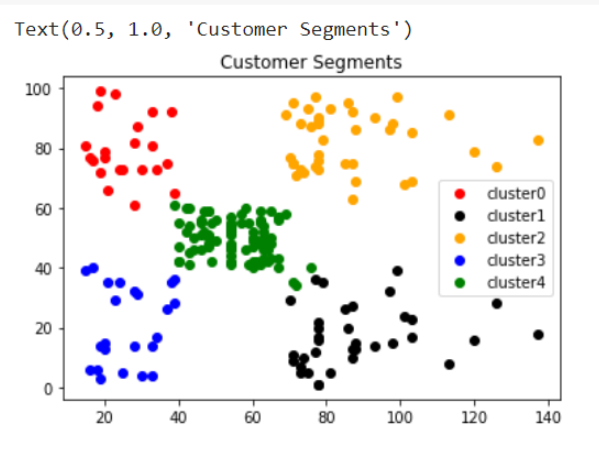 Text(0.5, 1.0, 'Customer Segments')
Customer Segments
100
80
60
40
20
0
cluster0
cluster1
cluster2
cluster3
cluster4
20 40 60 80 100 120 140